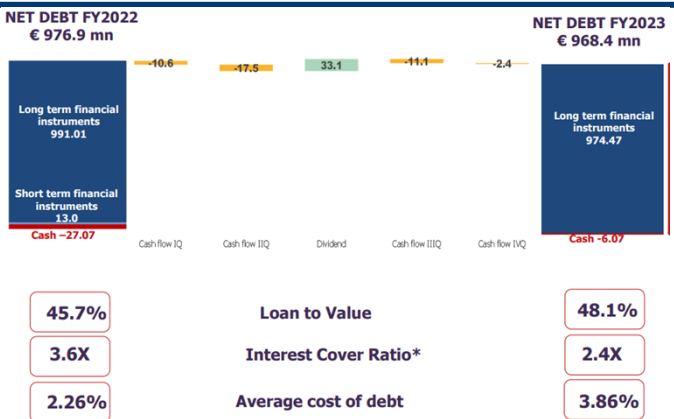 NET DEBT FY2022
€ 976.9 mn
NET DEBT FY2023
€ 968.4 mn
-10.6
-17.5
33.1
-11.1
-2.4
Long term financial
instruments
991.01
Short term financial
instruments
13.0
Cash –27.07
Long term financial
instruments
974.47
Cash -6.07
Cash flow IQ
Cash flow IIQ
Dividend
Cash flow IIIQ
Cash flow IVQ
45.7%
Loan to Value
48.1%
3.6X
Interest Cover Ratio*
2.4X
2.26%
Average cost of debt
3.86%